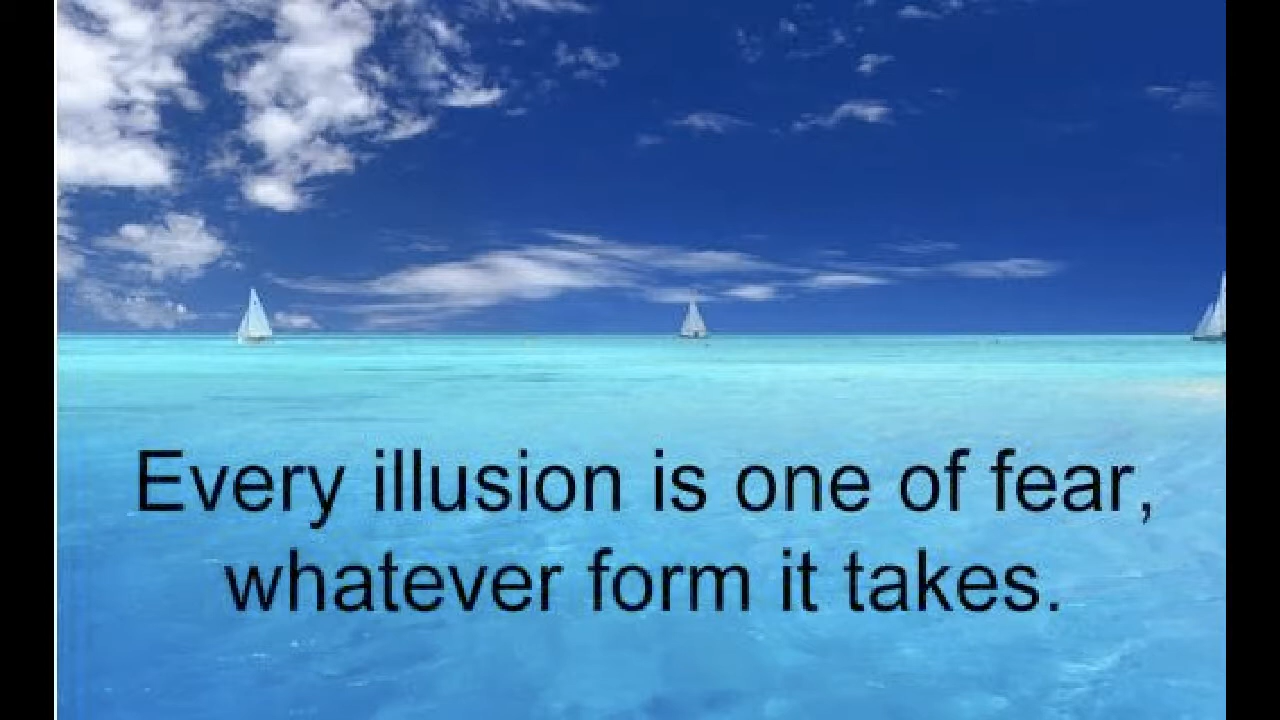 Every illusion is one of fear,
whatever form it takes.